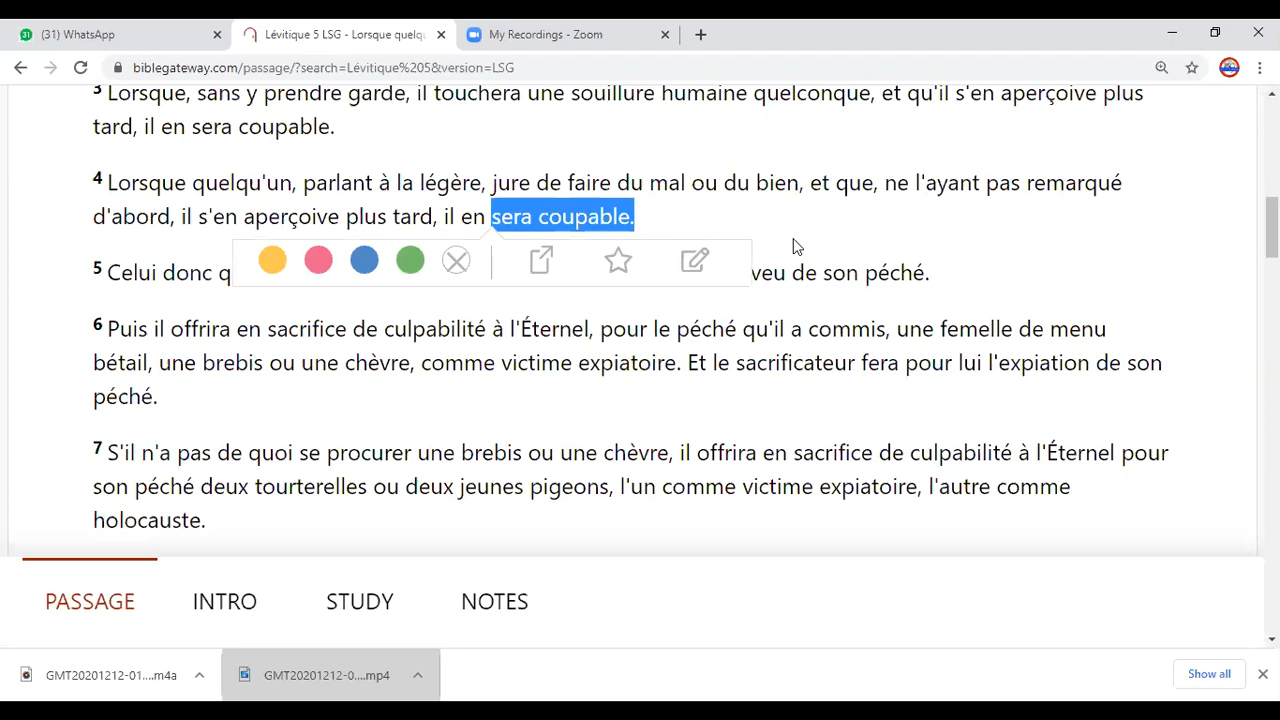 (31) WhatsApp
Lévitique 5 LSG - Lorsque quelqu
My Recordings - Zoom
biblegateway.com/passage/?search=Lévitique%205&version=LSG
3 Lorsque, sans y prendre garde, il touchera une souillure humaine quelconque, et qu'il s'en aperçoive plus
tard, il en sera coupable.
4 Lorsque quelqu'un, parlant à la légère, jure de faire du mal ou du bien, et que, ne l'ayant pas remarqué
d'abord, il s'en aperçoive plus tard, il en sera coupable.
5 Celui donc q veu de son péché.
6 Puis il offrira en sacrifice de culpabilité à l'Éternel, pour le péché qu'il a commis, une femelle de menu
bétail, une brebis ou une chèvre, comme victime expiatoire. Et le sacrificateur fera pour lui l'expiation de son
péché.
7 S'il n'a pas de quoi se procurer une brebis ou une chèvre, il offrira en sacrifice de culpabilité à l'Éternel pour
son péché deux tourterelles ou deux jeunes pigeons, l'un comme victime expiatoire, l'autre comme
holocauste.
PASSAGE INTRO STUDY NOTES
GMT20201212-01....m4a
GMT20201212-0....mp4
Show all